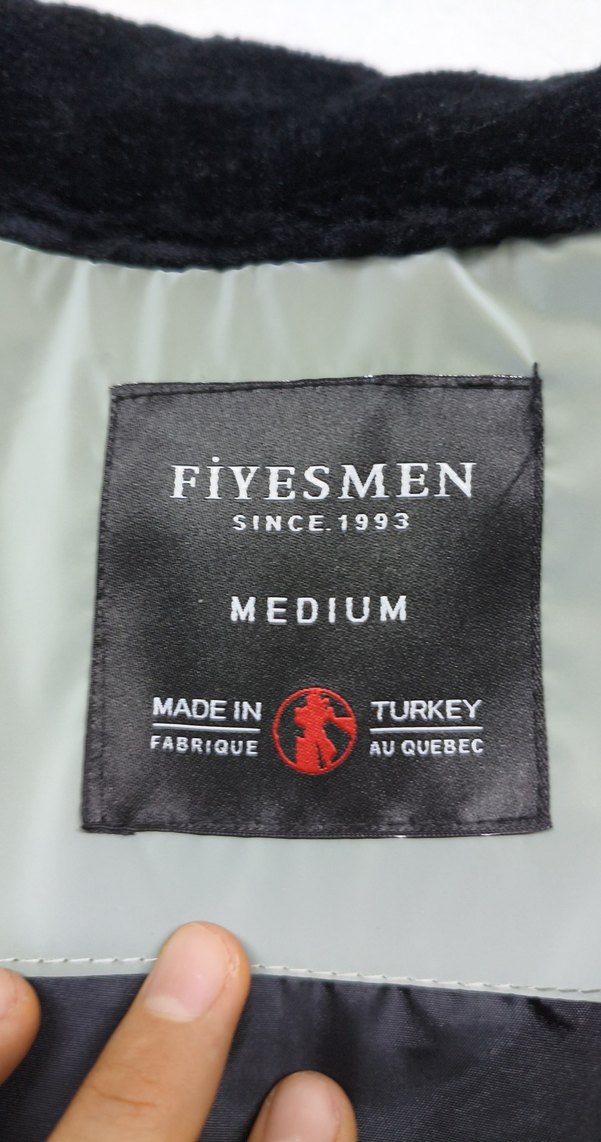 FİYESMEN
SINCE.1993
MEDIUM
MADE IN TURKEY
FABRIQUE AU QUEBEC